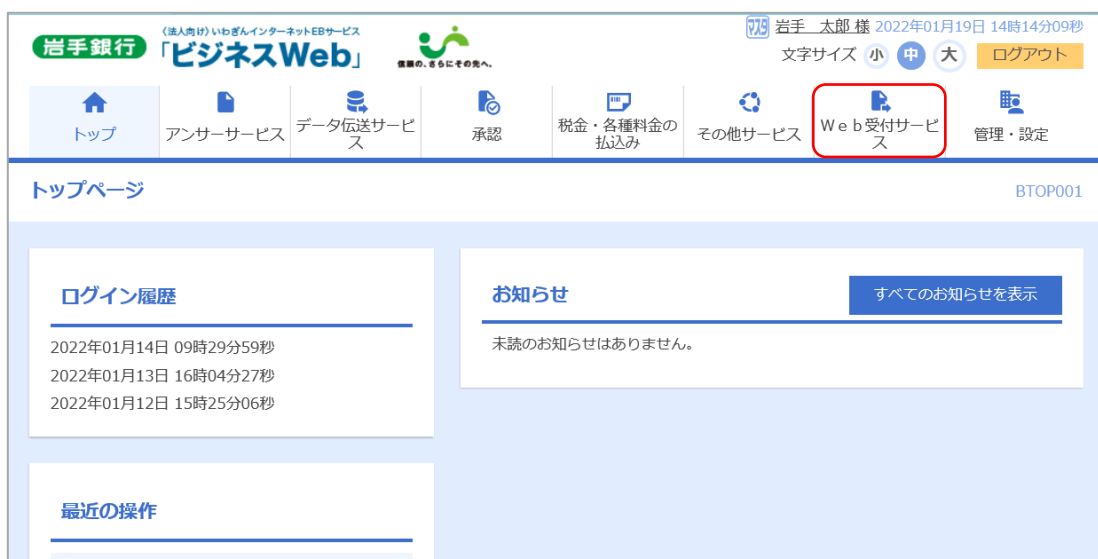 岩手銀行
〈法人向け〉いわぎんインターネットEBサービス
「ビジネスWeb」
信頼の、さらにその先へ。
マスタ 岩手　太郎 様 2022年01月19日 14時14分09秒
文字サイズ 小 中 大 ログアウト
トップ
アンサーサービス
データ伝送サービ
ス
承認
税金・各種料金の
払込み
その他サービス
Ｗｅｂ受付サービ
ス
管理・設定
トップページ
BTOP001
ログイン履歴
2022年01月14日 09時29分59秒
2022年01月13日 16時04分27秒
2022年01月12日 15時25分06秒
お知らせ
すべてのお知らせを表示
未読のお知らせはありません。
最近の操作